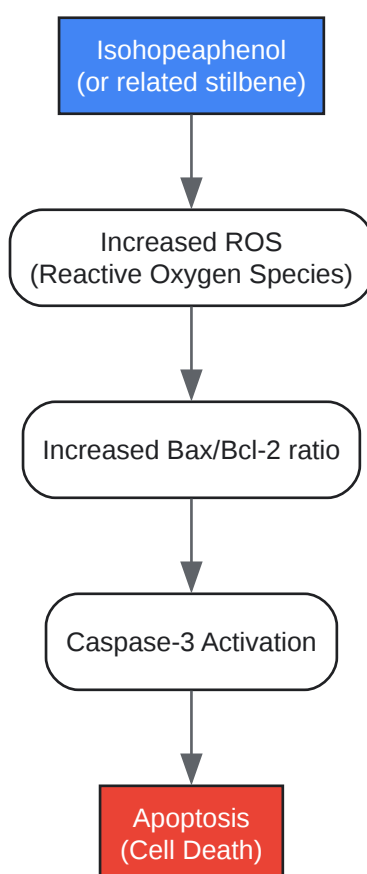 Isohopeaphenol
(or related stilbene)
Increased ROS
(Reactive Oxygen Species)
Increased Bax/Bcl-2 ratio
Caspase-3 Activation
Apoptosis
(Cell Death)